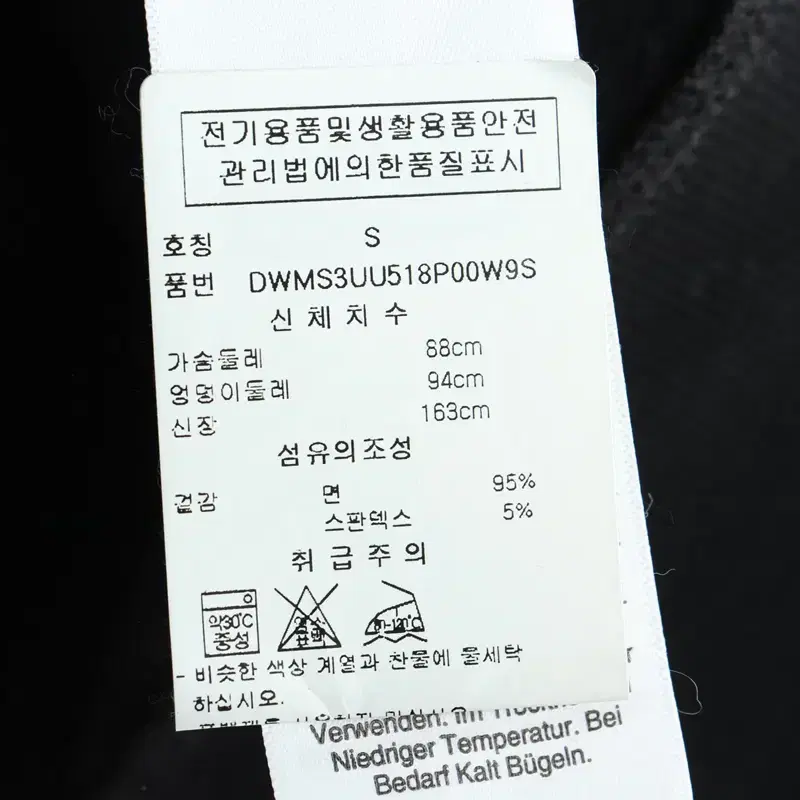 전기용품및생활용품안전
관리법에의한품질표시
호칭 S
품번 DWMS3UU518P00W9S
신체치수
가슴둘레 88cm
엉덩이둘레 94cm
신장 163cm
섬유의조성
겉감 면 95%
스판덱스 5%
취급주의
약30℃
중성
- 비슷한 색상 계열과 찬물에 물세탁
하십시오.
Verwenden. Im
Niedriger Temperatur. Bei
Bedarf Kalt Bügeln.